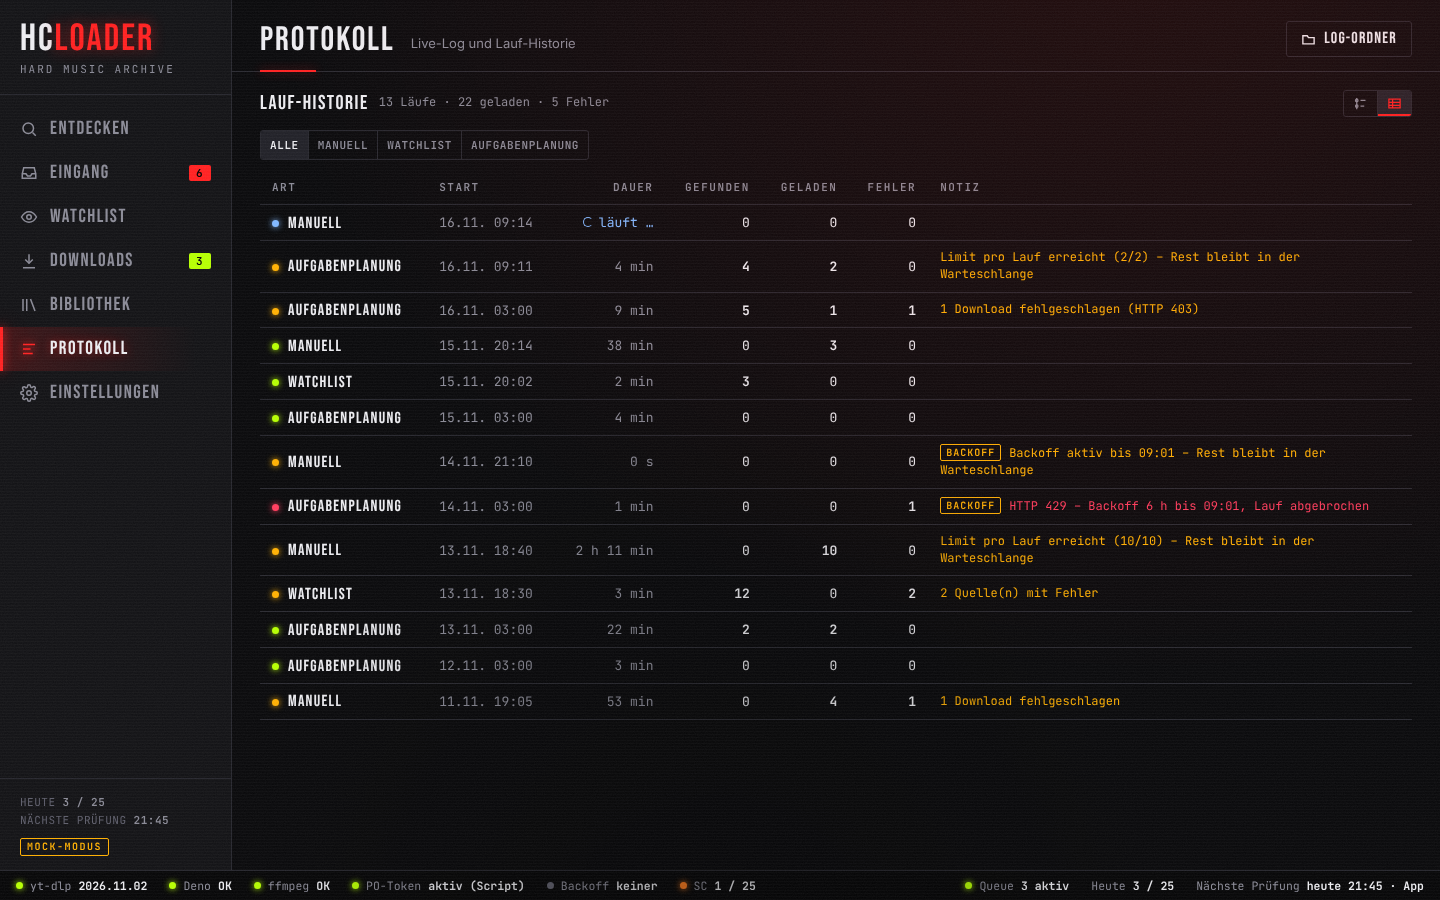 HCLOADER
HARD MUSIC ARCHIVE
ENTDECKEN
EINGANG 6
WATCHLIST
DOWNLOADS 3
BIBLIOTHEK
PROTOKOLL
EINSTELLUNGEN
HEUTE 3 / 25
NÄCHSTE PRÜFUNG 21:45
MOCK-MODUS
PROTOKOLL Live-Log und Lauf-Historie
LOG-ORDNER
LAUF-HISTORIE 13 Läufe · 22 geladen · 5 Fehler
ALLE MANUELL WATCHLIST AUFGABENPLANUNG
ART START DAUER GEFUNDEN GELADEN FEHLER NOTIZ
MANUELL 16.11. 09:14 läuft … 0 0 0
AUFGABENPLANUNG 16.11. 09:11 4 min 4 2 0 Limit pro Lauf erreicht (2/2) – Rest bleibt in der
Warteschlange
AUFGABENPLANUNG 16.11. 03:00 9 min 5 1 1 1 Download fehlgeschlagen (HTTP 403)
MANUELL 15.11. 20:14 38 min 0 3 0
WATCHLIST 15.11. 20:02 2 min 3 0 0
AUFGABENPLANUNG 15.11. 03:00 4 min 0 0 0
MANUELL 14.11. 21:10 0 s 0 0 0 BACKOFF Backoff aktiv bis 09:01 – Rest bleibt in der
Warteschlange
AUFGABENPLANUNG 14.11. 03:00 1 min 0 0 1 BACKOFF HTTP 429 – Backoff 6 h bis 09:01, Lauf abgebrochen
MANUELL 13.11. 18:40 2 h 11 min 0 10 0 Limit pro Lauf erreicht (10/10) – Rest bleibt in der
Warteschlange
WATCHLIST 13.11. 18:30 3 min 12 0 2 2 Quelle(n) mit Fehler
AUFGABENPLANUNG 13.11. 03:00 22 min 2 2 0
AUFGABENPLANUNG 12.11. 03:00 3 min 0 0 0
MANUELL 11.11. 19:05 53 min 0 4 1 1 Download fehlgeschlagen
yt-dlp 2026.11.02 Deno OK ffmpeg OK PO-Token aktiv (Script) Backoff keiner SC 1 / 25 Queue 3 aktiv Heute 3 / 25 Nächste Prüfung heute 21:45 · App